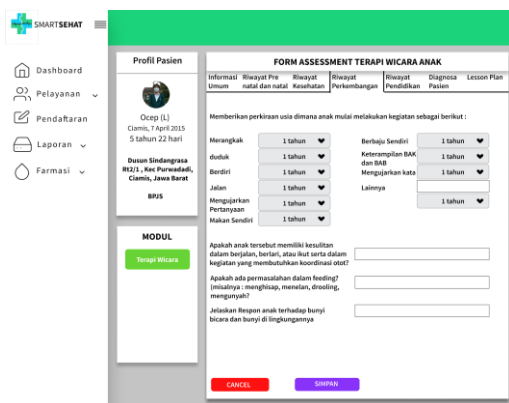 SMARTSEHAT
Dashboard
Pelayanan
Pendaftaran
Laporan
Farmasi
Profil Pasien
Ocep (L)
Ciamis, 7 April 2015
5 tahun 22 hari
Dusun Sindangrasa
Rt2/1 , Kec Purwadadi,
Ciamis, Jawa Barat
BPJS
MODUL
Terapi Wicara
FORM ASSESSMENT TERAPI WICARA ANAK
Informasi Umum
Riwayat Pre natal dan natal
Riwayat Kesehatan
Riwayat Perkembangan
Riwayat Pendidikan
Diagnosa Pasien
Lesson Plan
Memberikan perkiraan usia dimana anak mulai melakukan kegiatan sebagai berikut :
Merangkak 1 tahun
duduk 1 tahun
Berdiri 1 tahun
Jalan 1 tahun
Mengujarkan Pertanyaan 1 tahun
Makan Sendiri 1 tahun
Berbaju Sendiri 1 tahun
Keterampilan BAK dan BAB 1 tahun
Mengujarkan kata 1 tahun
Lainnya
1 tahun
Apakah anak tersebut memiliki kesulitan
dalam berjalan, berlari, atau ikut serta dalam
kegiatan yang membutuhkan koordinasi otot?
Apakah ada permasalahan dalam feeding?
(misalnya : menghisap, menelan, drooling,
mengunyah?
Jelaskan Respon anak terhadap bunyi
bicara dan bunyi di lingkungannya
CANCEL
SIMPAN